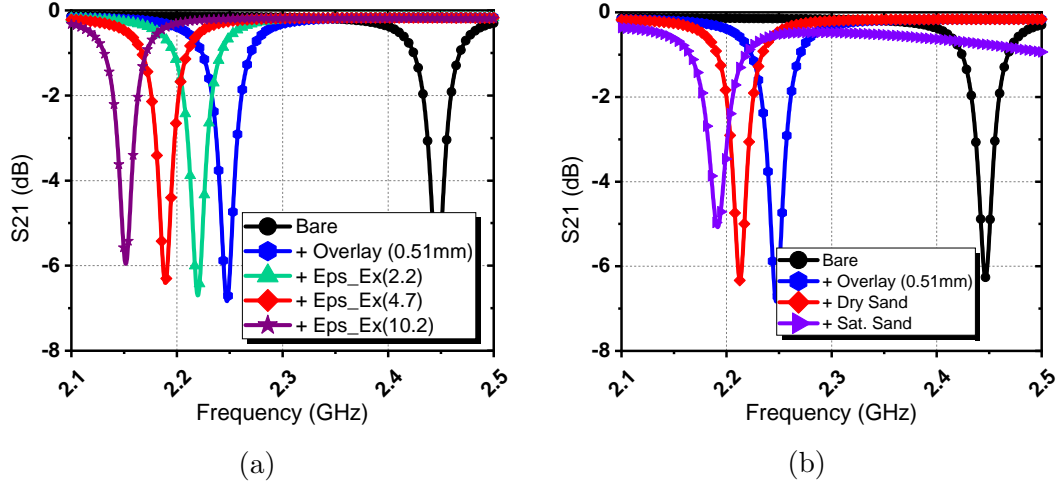 0
-2
-4
-6
-8
S21 (dB)
2.1
2.2
2.3
2.4
2.5
Frequency (GHz)
Bare
+ Overlay (0.51mm)
+ Eps_Ex(2.2)
+ Eps_Ex(4.7)
+ Eps_Ex(10.2)
(a)
0
-2
-4
-6
-8
S21 (dB)
2.1
2.2
2.3
2.4
2.5
Frequency (GHz)
Bare
+ Overlay (0.51mm)
+ Dry Sand
+ Sat. Sand
(b)